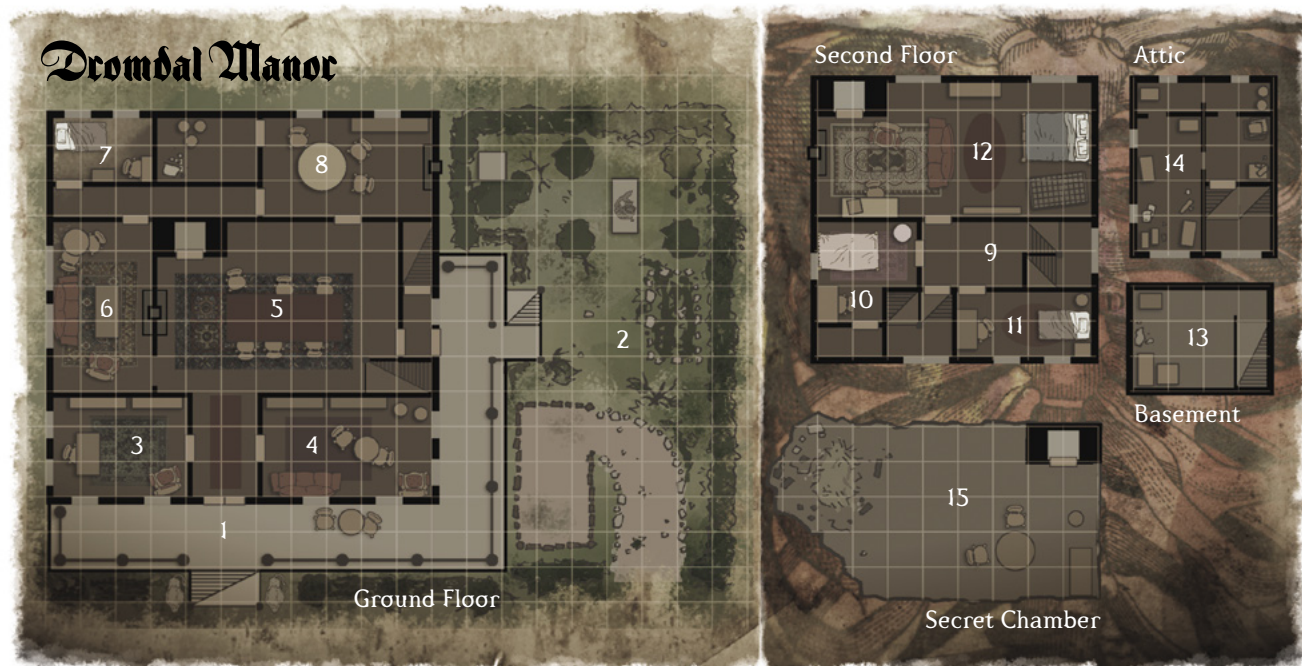 Dromdal Manor
7
8
6
5
2
3
4
1
Ground Floor
Second Floor
Attic
12
14
9
10
11
13
Basement
15
Secret Chamber